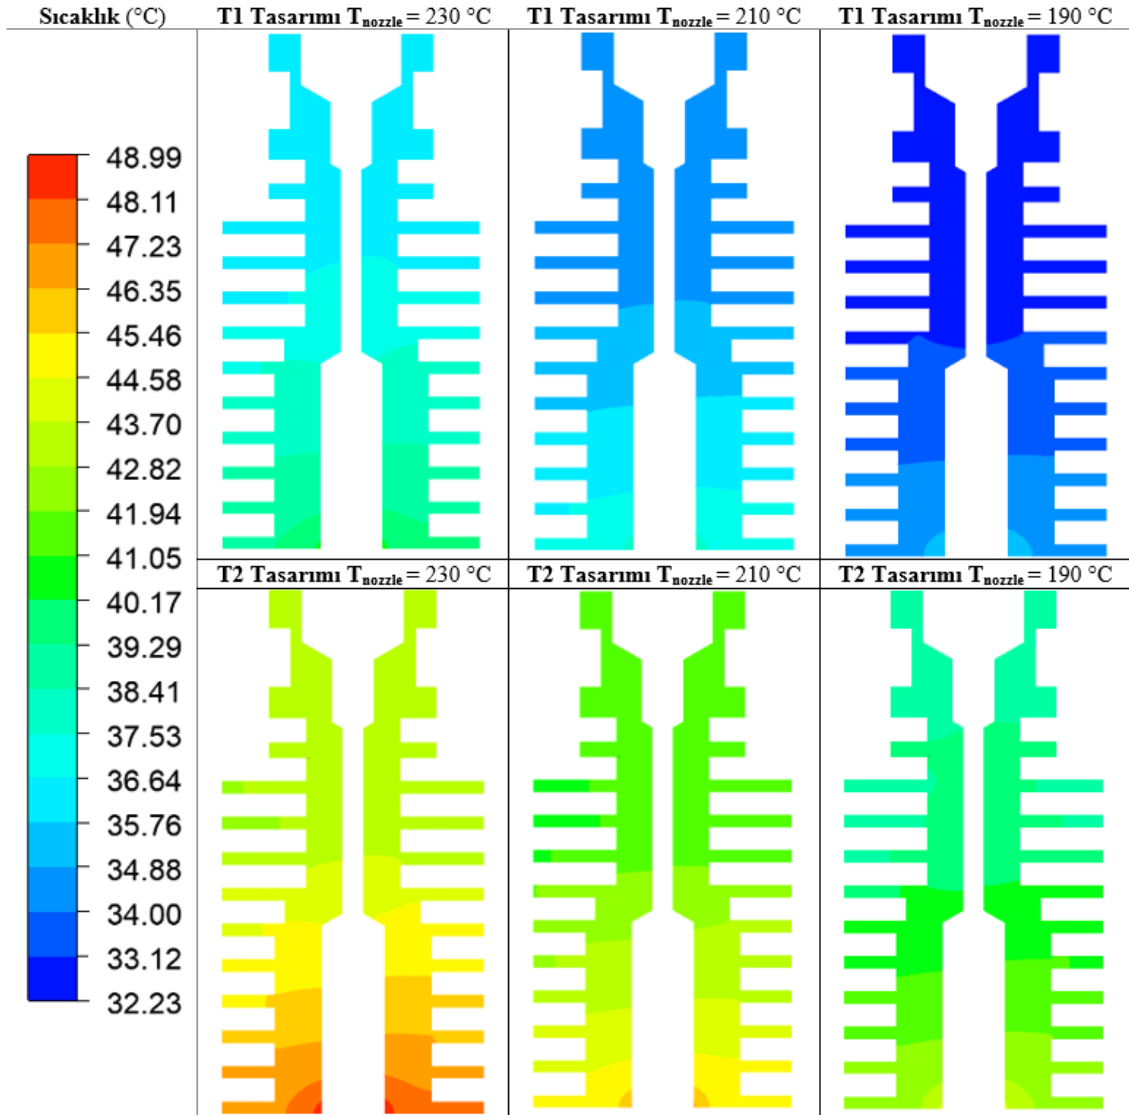 Sıcaklık (°C)
T1 Tasarımı Tnozzle = 230 °C
T1 Tasarımı Tnozzle = 210 °C
T1 Tasarımı Tnozzle = 190 °C
48.99
48.11
47.23
46.35
45.46
44.58
43.70
42.82
41.94
41.05
40.17
39.29
38.41
37.53
36.64
35.76
34.88
34.00
33.12
32.23
T2 Tasarımı Tnozzle = 230 °C
T2 Tasarımı Tnozzle = 210 °C
T2 Tasarımı Tnozzle = 190 °C